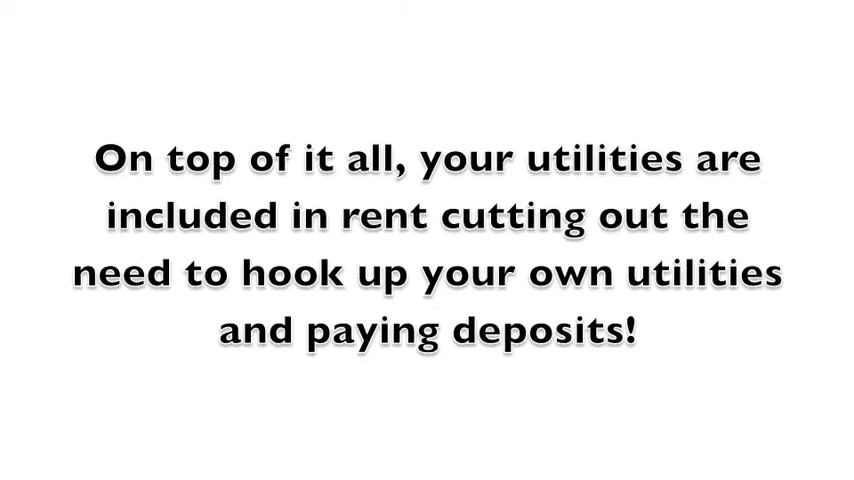 On top of it all, your utilities are
included in rent cutting out the
need to hook up your own utilities
and paying deposits!